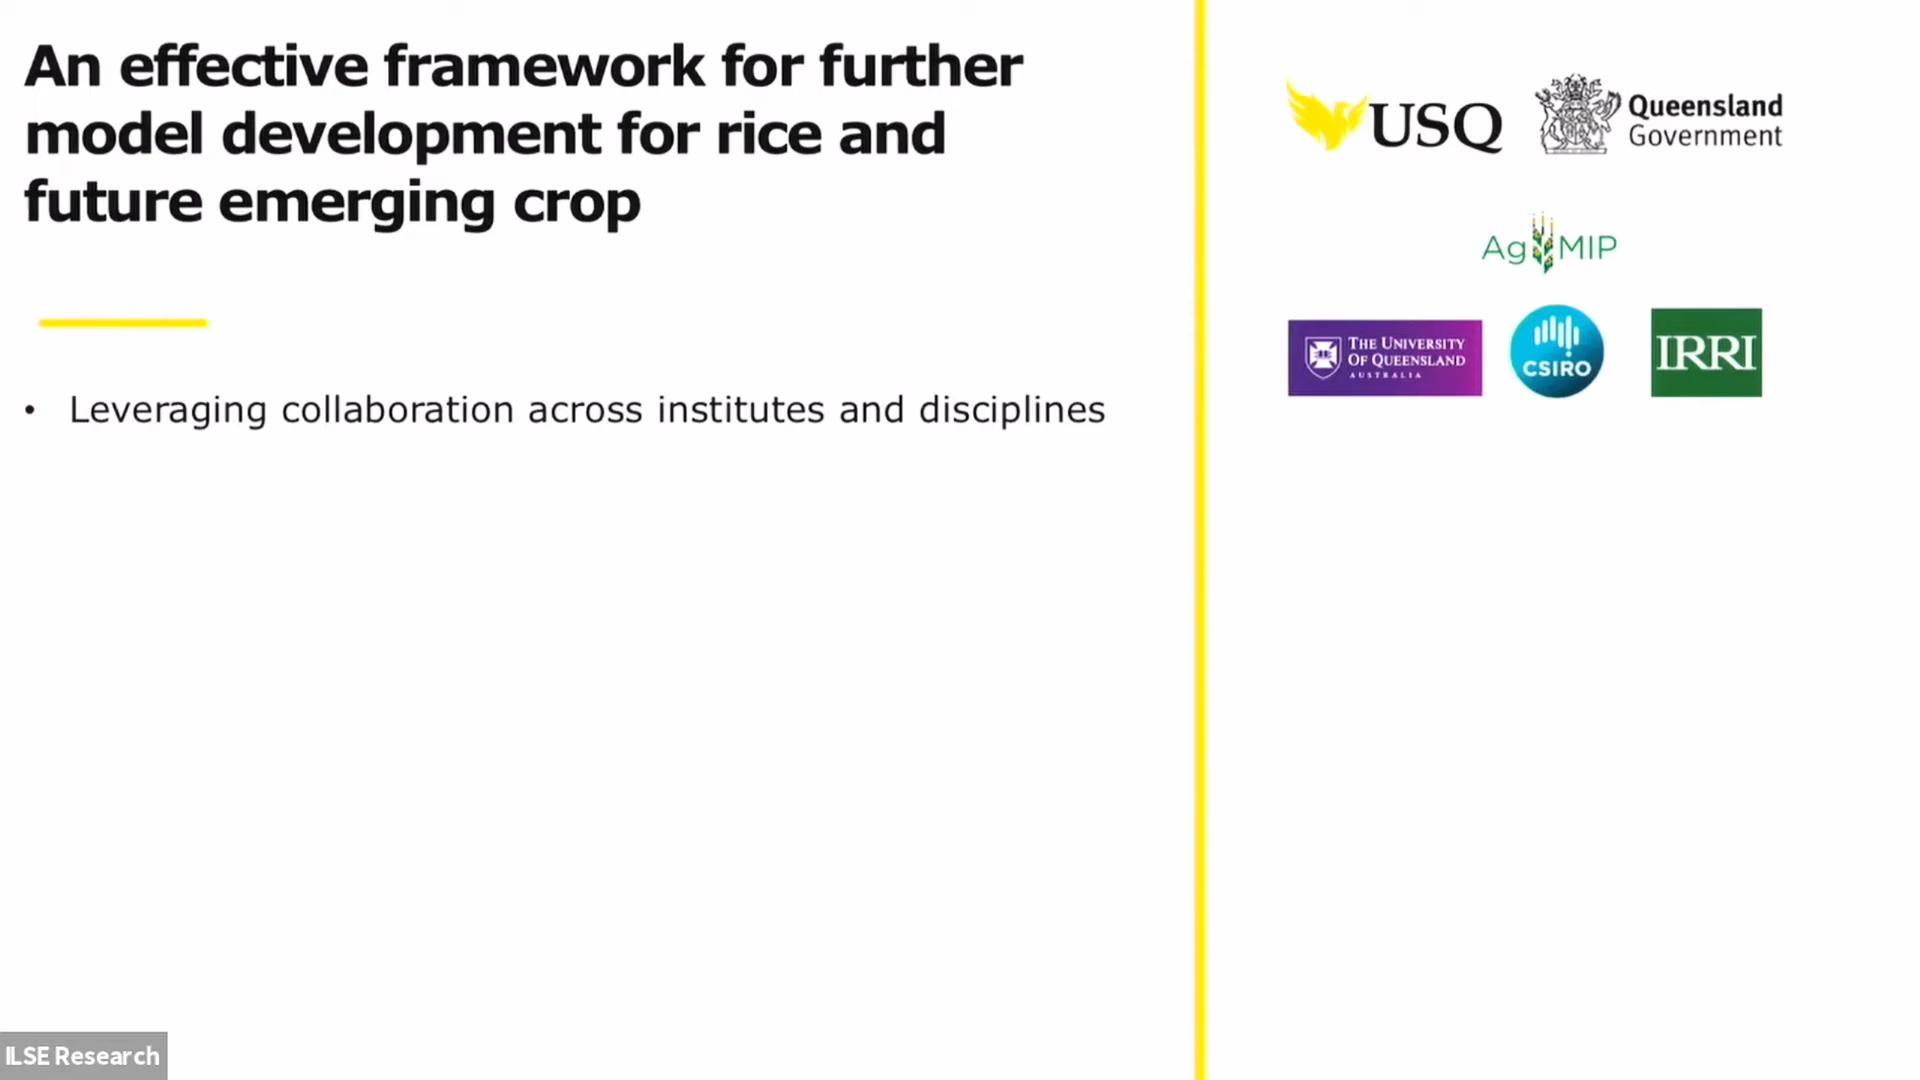 An effective framework for further
model development for rice and
future emerging crop
• Leveraging collaboration across institutes and disciplines
USQ
Queensland
Government
AgMIP
THE UNIVERSITY
OF QUEENSLAND
AUSTRALIA
CSIRO
IRRI
ILSE Research